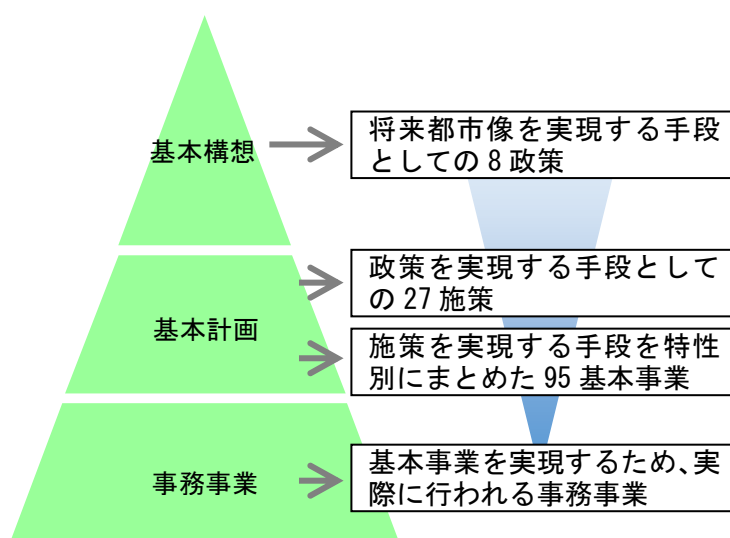 基本構想
将来都市像を実現する手段
としての 8 政策
基本計画
政策を実現する手段として
の 27 施策
施策を実現する手段を特性
別にまとめた 95 基本事業
事務事業
基本事業を実現するため、実
際に行われる事務事業